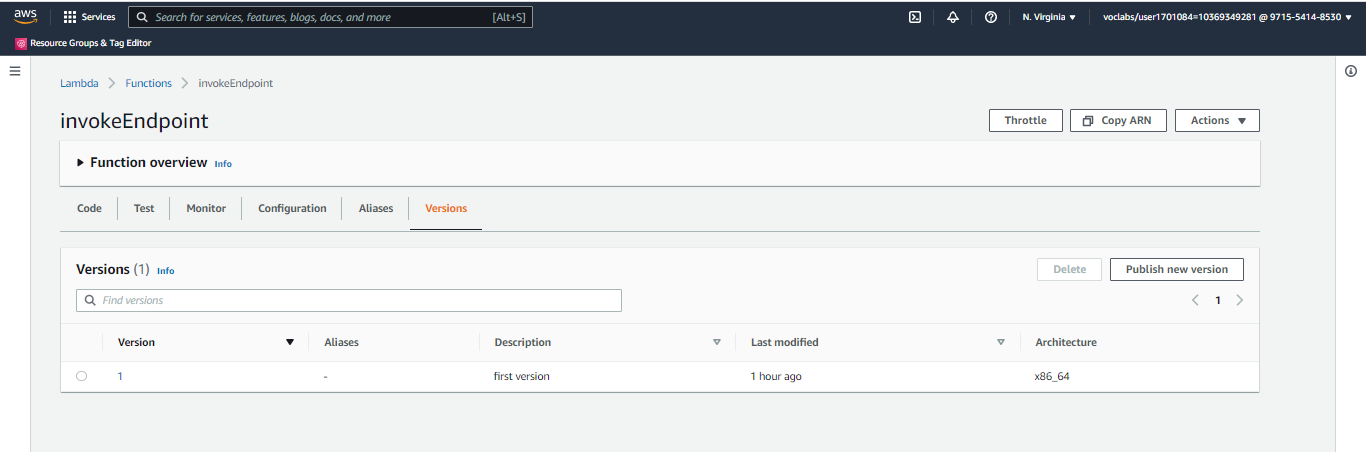 aws Services Search for services, features, blogs, docs, and more [Alt+S] N. Virginia voclabs/user1701084=10369349281 @ 9715-5414-8530
Resource Groups & Tag Editor
Lambda Functions invokeEndpoint
invokeEndpoint Throttle Copy ARN Actions
Function overview Info
Code Test Monitor Configuration Aliases Versions
Versions (1) Info Delete Publish new version
Find versions 1
Version Aliases Description Last modified Architecture
1 - first version 1 hour ago x86_64